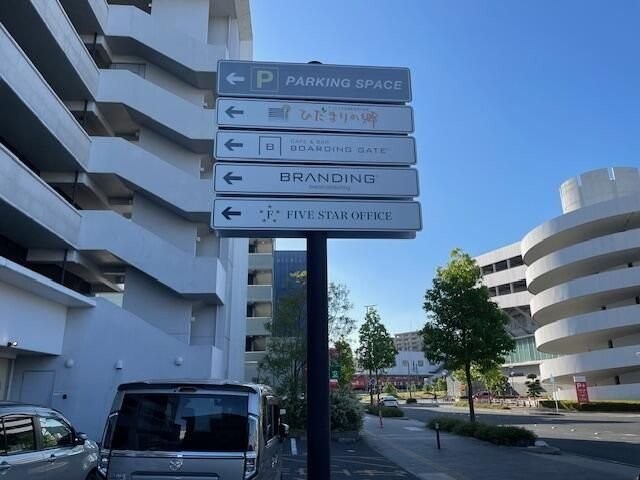 P PARKING SPACE
ひだまりの郷
CAFE & BAR
B BOARDING GATE
BRANDING
F FIVE STAR OFFICE